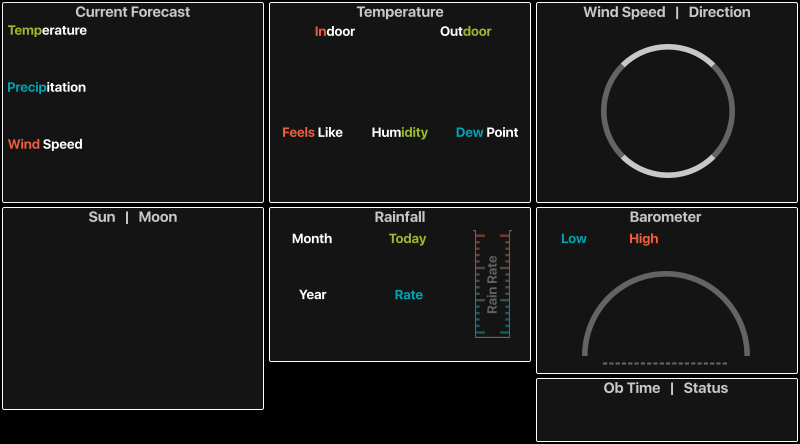 Current Forecast
Temperature
Precipitation
Wind Speed
Temperature
Indoor
Outdoor
Feels Like
Humidity
Dew Point
Wind Speed | Direction
Sun | Moon
Rainfall
Month
Today
Year
Rate
Rain Rate
Barometer
Low
High
Ob Time | Status